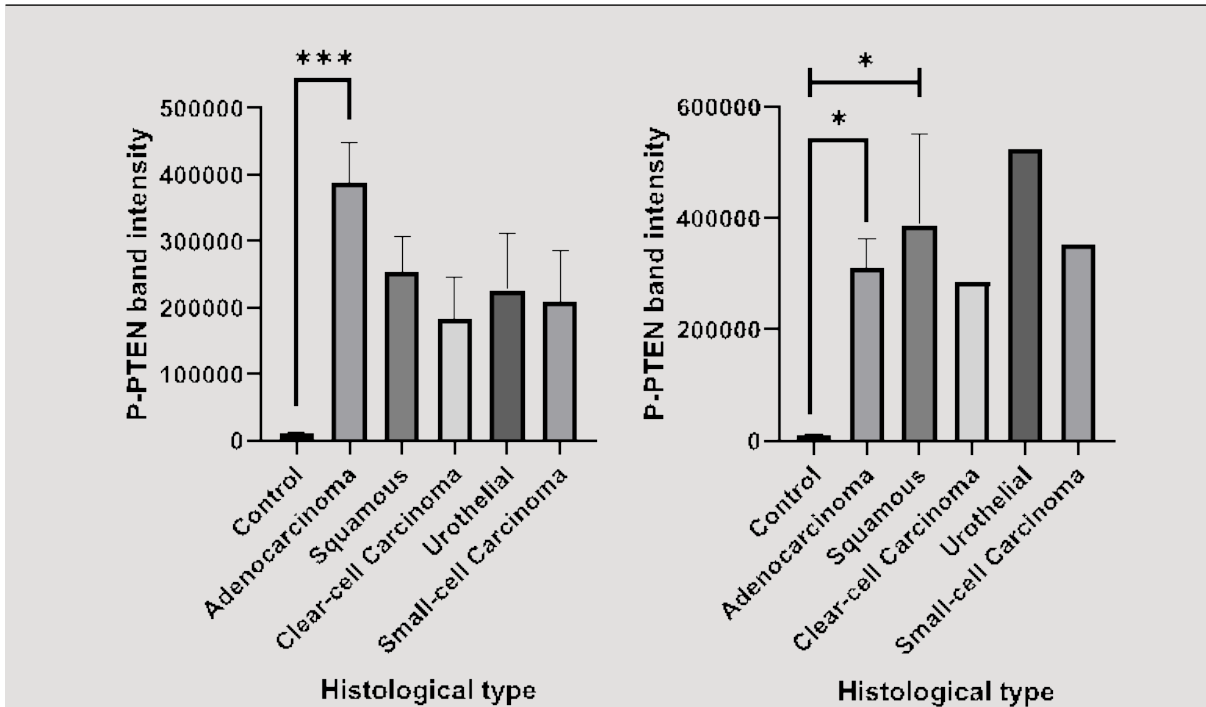 ***
P-PTEN band intensity
500000
400000
300000
200000
100000
0
Control
Adenocarcinoma
Squamous
Clear-cell Carcinoma
Urothelial
Small-cell Carcinoma
Histological type
*
*
P-PTEN band intensity
600000
400000
200000
0
Control
Adenocarcinoma
Squamous
Clear-cell Carcinoma
Urothelial
Small-cell Carcinoma
Histological type